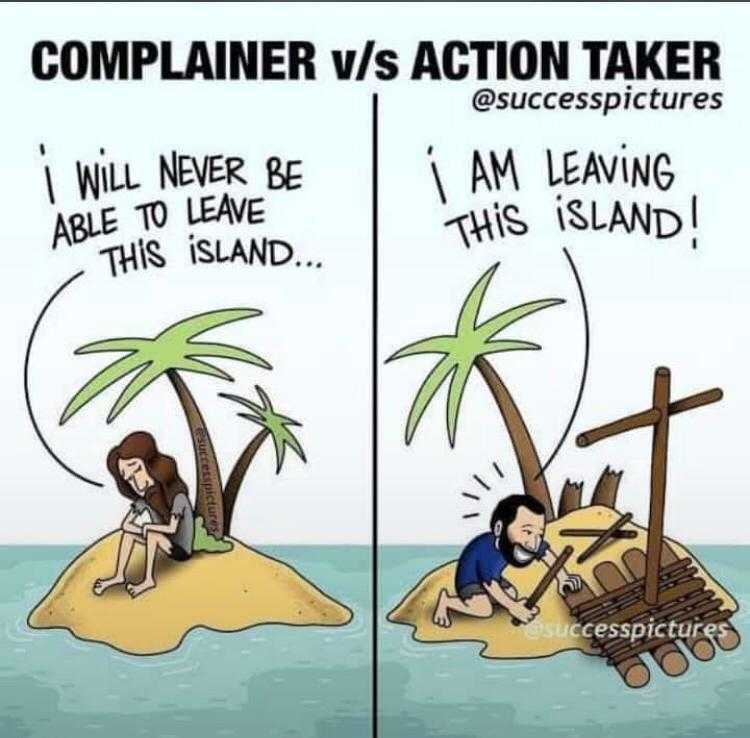 COMPLAINER v/s ACTION TAKER
@successpictures
i WiLL NEVER BE
ABLE TO LEAVE
THiS iSLAND...
i AM LEAViNG
THiS iSLAND!
@successpictures
@successpictures